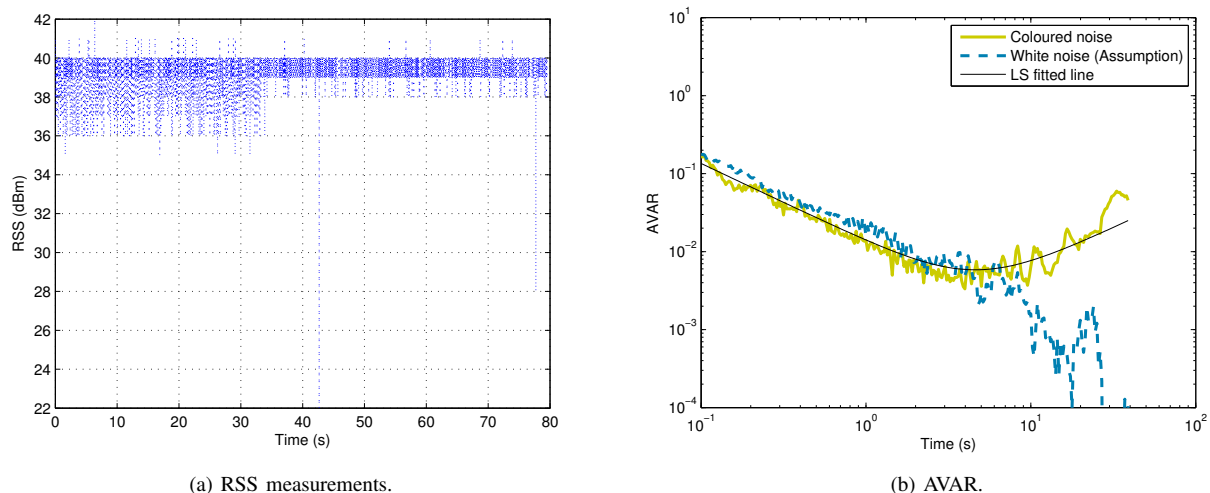 42
40
38
36
34
32
30
28
26
24
22
RSS (dBm)
0 10 20 30 40 50 60 70 80
Time (s)
(a) RSS measurements.
10^1
10^0
10^-1
10^-2
10^-3
10^-4
AVAR
Coloured noise
White noise (Assumption)
LS fitted line
10^-1 10^0 10^1 10^2
Time (s)
(b) AVAR.